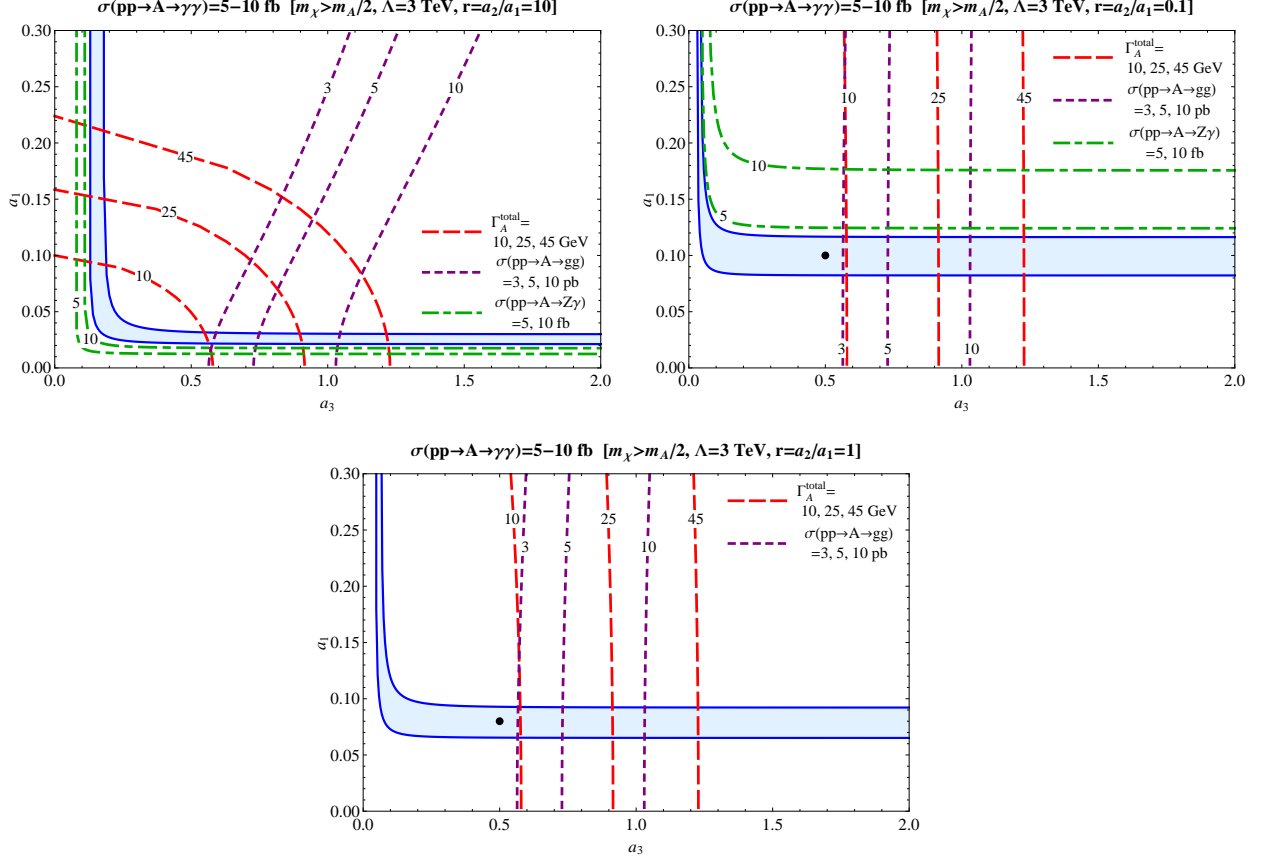 σ(pp→A→γγ)=5−10 fb [m_χ>m_A/2, Λ=3 TeV, r=a_2/a_1=10]
0.30
0.25
0.20
0.15
0.10
0.05
0.00
a_1
3
5
10
45
25
10
5
10
Γ_A^total=
10, 25, 45 GeV
σ(pp→A→gg)
=3, 5, 10 pb
σ(pp→A→Zγ)
=5, 10 fb
0.0 0.5 1.0 1.5 2.0
a_3
σ(pp→A→γγ)=5−10 fb [m_χ>m_A/2, Λ=3 TeV, r=a_2/a_1=0.1]
0.30
0.25
0.20
0.15
0.10
0.05
0.00
a_1
10 25 45
10
5
3 5 10
Γ_A^total=
10, 25, 45 GeV
σ(pp→A→gg)
=3, 5, 10 pb
σ(pp→A→Zγ)
=5, 10 fb
0.0 0.5 1.0 1.5 2.0
a_3
σ(pp→A→γγ)=5−10 fb [m_χ>m_A/2, Λ=3 TeV, r=a_2/a_1=1]
0.30
0.25
0.20
0.15
0.10
0.05
0.00
a_1
10 25 45
3 5 10
Γ_A^total=
10, 25, 45 GeV
σ(pp→A→gg)
=3, 5, 10 pb
0.0 0.5 1.0 1.5 2.0
a_3